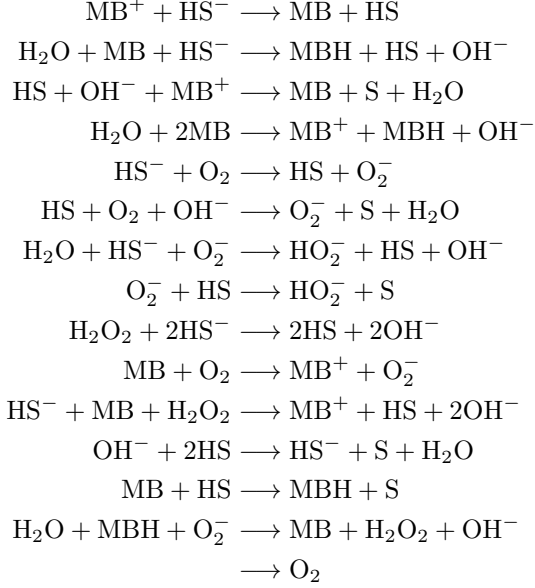 MB⁺ + HS⁻ ⟶ MB + HS
H₂O + MB + HS⁻ ⟶ MBH + HS + OH⁻
HS + OH⁻ + MB⁺ ⟶ MB + S + H₂O
H₂O + 2MB ⟶ MB⁺ + MBH + OH⁻
HS⁻ + O₂ ⟶ HS + O₂⁻
HS + O₂ + OH⁻ ⟶ O₂⁻ + S + H₂O
H₂O + HS⁻ + O₂⁻ ⟶ HO₂⁻ + HS + OH⁻
O₂⁻ + HS ⟶ HO₂⁻ + S
H₂O₂ + 2HS⁻ ⟶ 2HS + 2OH⁻
MB + O₂ ⟶ MB⁺ + O₂⁻
HS⁻ + MB + H₂O₂ ⟶ MB⁺ + HS + 2OH⁻
OH⁻ + 2HS ⟶ HS⁻ + S + H₂O
MB + HS ⟶ MBH + S
H₂O + MBH + O₂⁻ ⟶ MB + H₂O₂ + OH⁻
⟶ O₂